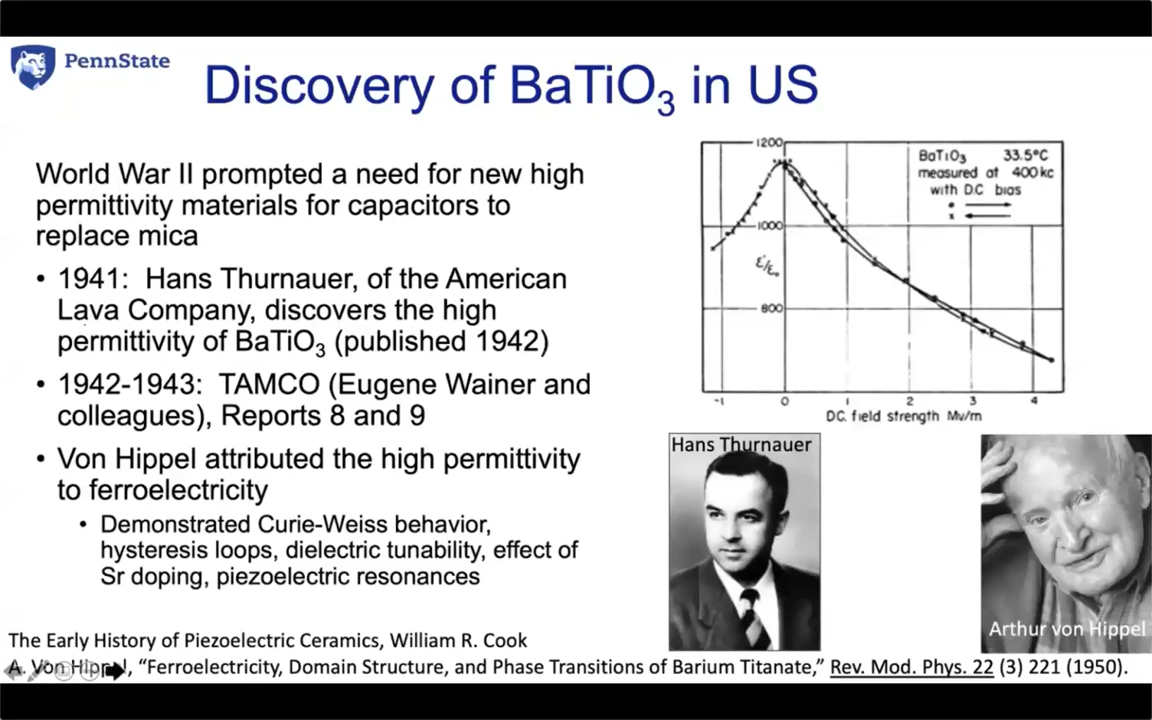 PennState
Discovery of BaTiO₃ in US
World War II prompted a need for new high
permittivity materials for capacitors to
replace mica
• 1941: Hans Thurnauer, of the American
Lava Company, discovers the high
permittivity of BaTiO₃ (published 1942)
• 1942-1943: TAMCO (Eugene Wainer and
colleagues), Reports 8 and 9
• Von Hippel attributed the high permittivity
to ferroelectricity
• Demonstrated Curie-Weiss behavior,
hysteresis loops, dielectric tunability, effect of
Sr doping, piezoelectric resonances
1200
1000
800
ε'/ε₀
BaTiO₃ 33.5°C
measured at 400 kc
with D.C. bias
• →
x ←
-1 0 1 2 3 4
DC. field strength Mv/m
Hans Thurnauer
Arthur von Hippel
The Early History of Piezoelectric Ceramics, William R. Cook
A. Von Hippel, “Ferroelectricity, Domain Structure, and Phase Transitions of Barium Titanate,” Rev. Mod. Phys. 22 (3) 221 (1950).